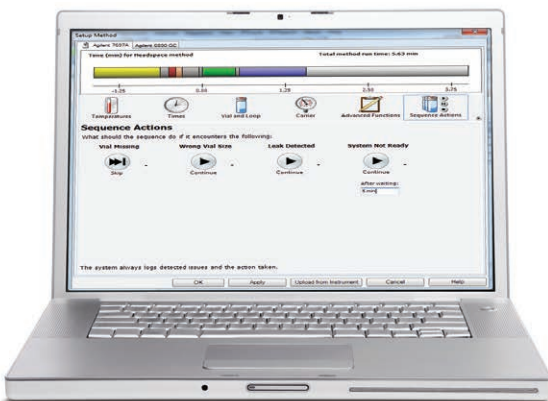 Setup Method
Agilent 7697A Agilent 6890 GC
Time (min) for Headspace method Total method run time: 5.63 min
-1.25 0.00 1.25 2.50 3.75
Temperatures Times Vial and Loop Carrier Advanced Functions Sequence Actions
Sequence Actions
What should the sequence do if it encounters the following:
Vial Missing Wrong Vial Size Leak Detected System Not Ready
Skip Continue Continue Continue
after waiting:
The system always logs detected issues and the action taken.
OK Apply Upload from Instrument Cancel Help